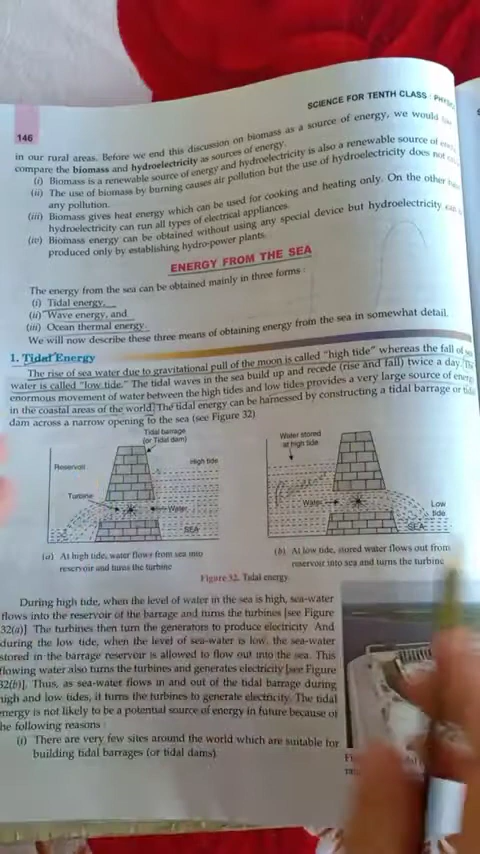 SCIENCE FOR TENTH CLASS : PHYS
146
in our rural areas. Before we end this discussion on biomass as a source of energy, we would
compare the biomass and hydroelectricity as sources of energy.
(i) Biomass is a renewable source of energy and hydroelectricity is also a renewable source of
(ii) The use of biomass by burning causes air pollution but the use of hydroelectricity does not
any pollution.
(iii) Biomass gives heat energy which can be used for cooking and heating only. On the other
hydroelectricity can run all types of electrical appliances.
(iv) Biomass energy can be obtained without using any special device but hydroelectricity
produced only by establishing hydro-power plants.
ENERGY FROM THE SEA
The energy from the sea can be obtained mainly in three forms :
(i) Tidal energy,
(ii) Wave energy, and
(iii) Ocean thermal energy.
We will now describe these three means of obtaining energy from the sea in somewhat detail.
1. Tidal Energy
The rise of sea water due to gravitational pull of the moon is called "high tide" whereas the fall of
water is called "low tide." The tidal waves in the sea build up and recede (rise and fall) twice a day.
enormous movement of water between the high tides and low tides provides a very large source of
in the coastal areas of the world. The tidal energy can be harnessed by constructing a tidal barrage or
dam across a narrow opening to the sea (see Figure 32)
Tidal barrage
(or Tidal dam)
Reservoir
High tide
Turbine
Water
SEA
Water stored
at high tide
Water
Low
tide
SEA
(a) At high tide, water flows from sea into
reservoir and turns the turbine
(b) At low tide, stored water flows out from
reservoir into sea and turns the turbine
Figure 32. Tidal energy.
During high tide, when the level of water in the sea is high, sea-water
flows into the reservoir of the barrage and turns the turbines [see Figure
32(a)]. The turbines then turn the generators to produce electricity. And
during the low tide, when the level of sea-water is low, the sea-water
stored in the barrage reservoir is allowed to flow out into the sea. This
flowing water also turns the turbines and generates electricity [see Figure
32(b)]. Thus, as sea-water flows in and out of the tidal barrage during
high and low tides, it turns the turbines to generate electricity. The tidal
energy is not likely to be a potential source of energy in future because of
the following reasons :
(i) There are very few sites around the world which are suitable for
building tidal barrages (or tidal dams).